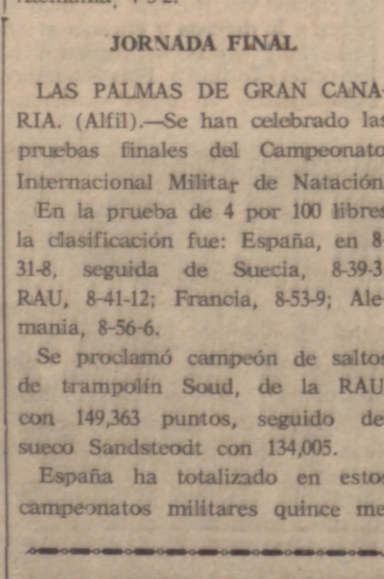 JORNADA FINAL
LAS PALMAS DE GRAN CANA-
RIA. (Alfil).—Se han celebrado las
pruebas finales del Campeonato
Internacional Militar de Natación
En la prueba de 4 por 100 libres
la clasificación fue: España, en 8-
31-8, seguida de Suecia, 8-39-3
RAU, 8-41-12; Francia, 8-53-9; Ale-
mania, 8-56-6.
Se proclamó campeón de saltos
de trampolín Soud, de la RAU
con 149,363 puntos, seguido de
sueco Sandsteodt con 134,005.
España ha totalizado en estos
campeonatos militares quince me